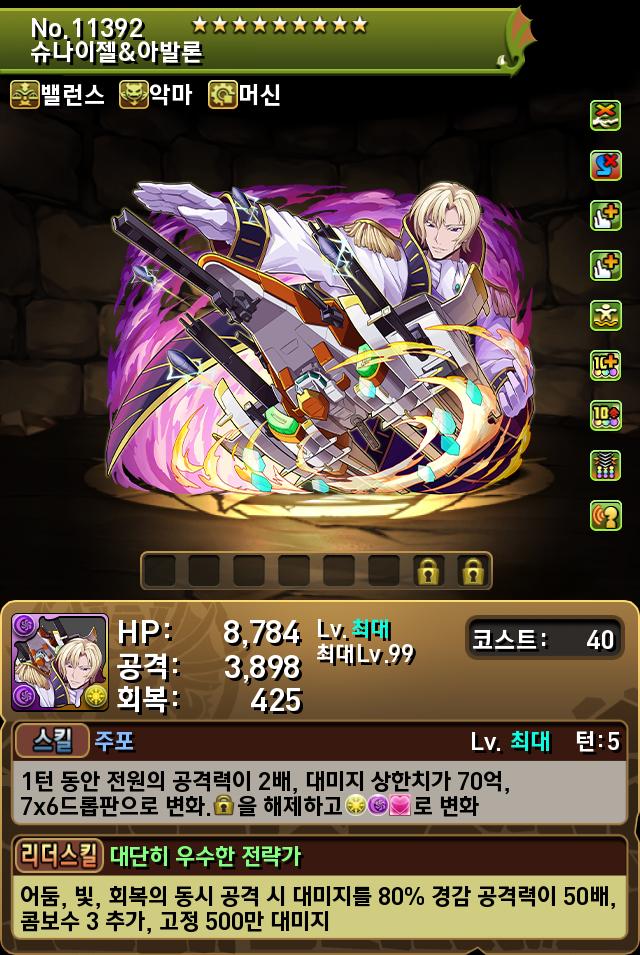 No.11392
슈나이젤&아발론
밸런스 악마 머신
HP: 8,784
공격: 3,898
회복: 425
Lv.최대
최대Lv.99
코스트: 40
스킬 주포 Lv. 최대 턴:5
1턴 동안 전원의 공격력이 2배, 대미지 상한치가 70억,
7x6드롭판으로 변화.을 해제하고로 변화
리더스킬 대단히 우수한 전략가
어둠, 빛, 회복의 동시 공격 시 대미지를 80% 경감 공격력이 50배,
콤보수 3 추가, 고정 500만 대미지